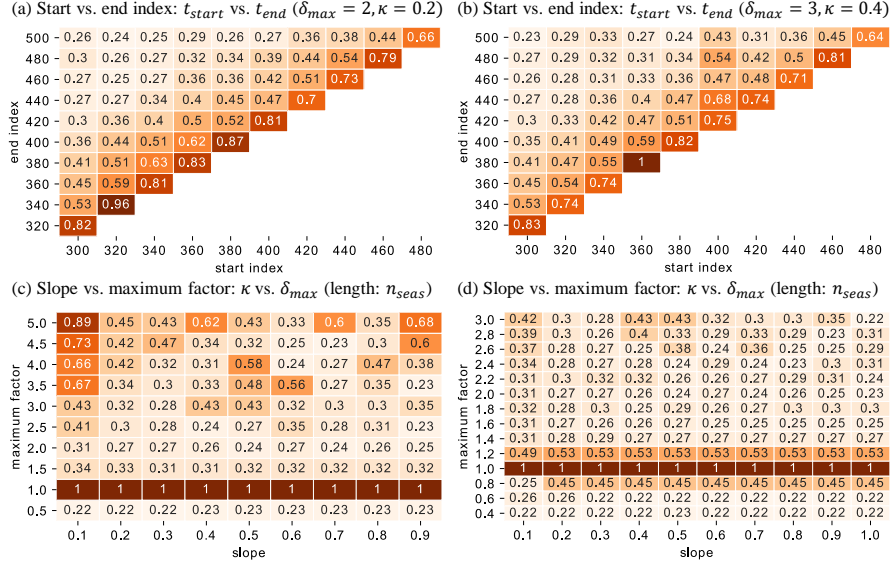 (a) Start vs. end index: t_start vs. t_end (δ_max = 2, κ = 0.2)
end index
500 0.26 0.24 0.25 0.29 0.26 0.27 0.36 0.38 0.44 0.66
480 0.3 0.26 0.27 0.32 0.34 0.39 0.44 0.54 0.79
460 0.25 0.27 0.27 0.36 0.36 0.42 0.51 0.73
440 0.27 0.27 0.34 0.4 0.45 0.47 0.7
420 0.3 0.36 0.4 0.5 0.52 0.81
400 0.36 0.44 0.51 0.62 0.87
380 0.41 0.51 0.63 0.83
360 0.45 0.59 0.81
340 0.53 0.96
320 0.82
300 320 340 360 380 400 420 440 460 480
start index
(b) Start vs. end index: t_start vs. t_end (δ_max = 3, κ = 0.4)
end index
500 0.23 0.29 0.33 0.27 0.24 0.43 0.31 0.36 0.45 0.64
480 0.26 0.27 0.31 0.32 0.36 0.54 0.42 0.5 0.81
460 0.26 0.28 0.31 0.33 0.36 0.47 0.48 0.71
440 0.27 0.28 0.36 0.4 0.47 0.68 0.74
420 0.3 0.33 0.42 0.47 0.51 0.75
400 0.35 0.41 0.49 0.59 0.82
380 0.41 0.47 0.55 1
360 0.45 0.54 0.74
340 0.53 0.74
320 0.83
300 320 340 360 380 400 420 440 460 480
start index
(c) Slope vs. maximum factor: κ vs. δ_max (length: n_seas)
maximum factor
5.0 0.89 0.45 0.43 0.62 0.43 0.33 0.6 0.35 0.68
4.5 0.73 0.42 0.47 0.34 0.32 0.25 0.23 0.3 0.6
4.0 0.66 0.42 0.32 0.31 0.58 0.24 0.27 0.47 0.38
3.5 0.67 0.34 0.3 0.33 0.48 0.56 0.48 0.35 0.23
3.0 0.43 0.32 0.28 0.43 0.43 0.32 0.3 0.3 0.35
2.5 0.41 0.3 0.28 0.24 0.26 0.35 0.28 0.31 0.23
2.0 0.31 0.27 0.27 0.26 0.24 0.27 0.24 0.26 0.25
1.5 0.34 0.33 0.31 0.31 0.32 0.32 0.32 0.32 0.32
1.0 1 1 1 1 1 1 1 1 1
0.5 0.22 0.22 0.23 0.23 0.23 0.23 0.23 0.23 0.23
0.1 0.2 0.3 0.4 0.5 0.6 0.7 0.8 0.9
slope
(d) Slope vs. maximum factor: κ vs. δ_max (length: n_seas)
maximum factor
3.0 0.42 0.3 0.28 0.43 0.43 0.32 0.3 0.3 0.35 0.22
2.8 0.39 0.3 0.26 0.4 0.33 0.29 0.33 0.29 0.23 0.31
2.6 0.37 0.28 0.27 0.25 0.38 0.24 0.36 0.25 0.25 0.29
2.4 0.34 0.28 0.27 0.28 0.24 0.29 0.24 0.23 0.3 0.31
2.2 0.31 0.3 0.32 0.32 0.26 0.26 0.27 0.29 0.31 0.24
2.0 0.31 0.27 0.27 0.26 0.24 0.27 0.24 0.26 0.25 0.23
1.8 0.32 0.28 0.3 0.25 0.29 0.26 0.27 0.3 0.3 0.3
1.6 0.31 0.27 0.26 0.27 0.27 0.27 0.25 0.25 0.25 0.25
1.4 0.31 0.28 0.29 0.27 0.27 0.27 0.27 0.27 0.27 0.27
1.2 0.49 0.53 0.53 0.53 0.53 0.53 0.53 0.53 0.53 0.53
1.0 1 1 1 1 1 1 1 1 1 1
0.8 0.25 0.45 0.45 0.45 0.45 0.45 0.45 0.45 0.45 0.45
0.6 0.26 0.26 0.22 0.22 0.22 0.22 0.22 0.22 0.22 0.22
0.4 0.22 0.22 0.22 0.22 0.22 0.22 0.22 0.22 0.22 0.22
0.1 0.2 0.3 0.4 0.5 0.6 0.7 0.8 0.9 1.0
slope